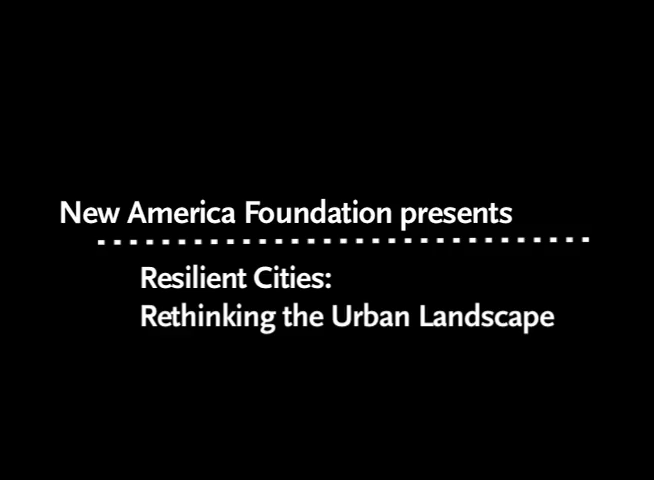 New America Foundation presents
Resilient Cities:
Rethinking the Urban Landscape